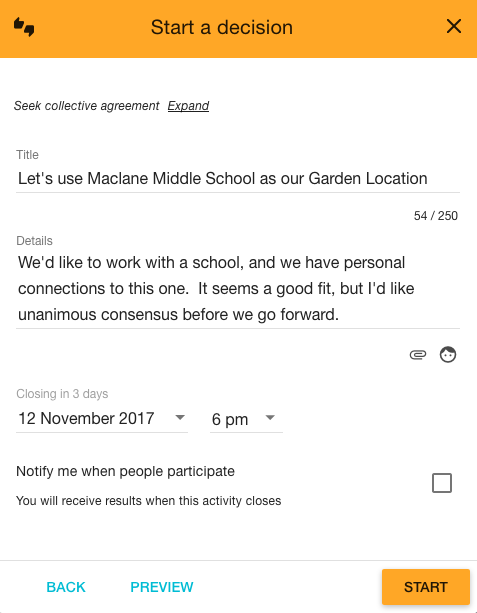 Start a decision
Seek collective agreement Expand
Title
Let's use Maclane Middle School as our Garden Location
54 / 250
Details
We'd like to work with a school, and we have personal
connections to this one.  It seems a good fit, but I'd like
unanimous consensus before we go forward.
Closing in 3 days
12 November 2017 6 pm
Notify me when people participate
You will receive results when this activity closes
BACK PREVIEW START